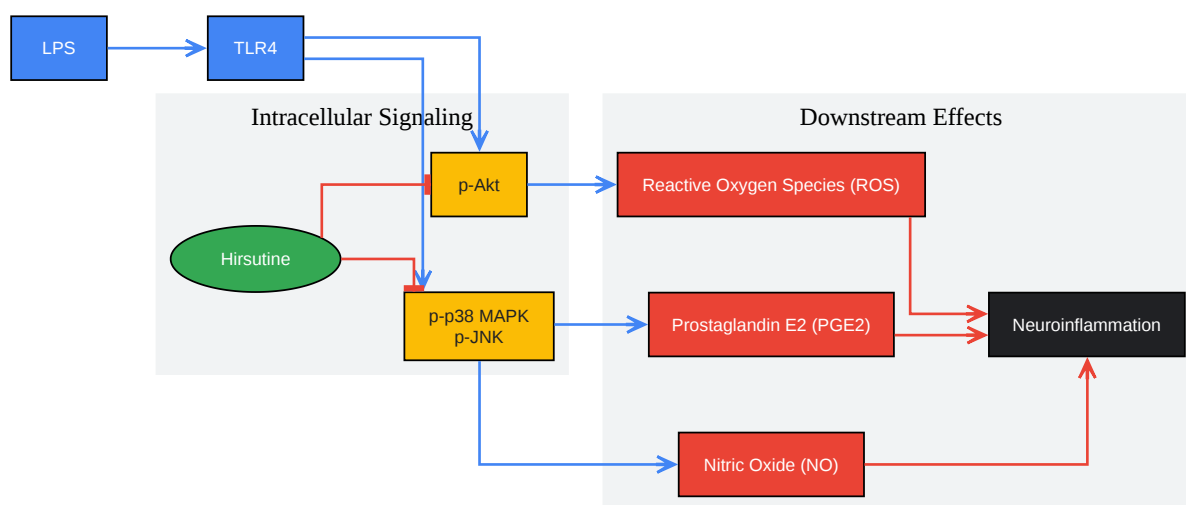 LPS
TLR4
Intracellular Signaling
Downstream Effects
p-Akt
Reactive Oxygen Species (ROS)
Hirsutine
p-p38 MAPK
p-JNK
Prostaglandin E2 (PGE2)
Neuroinflammation
Nitric Oxide (NO)